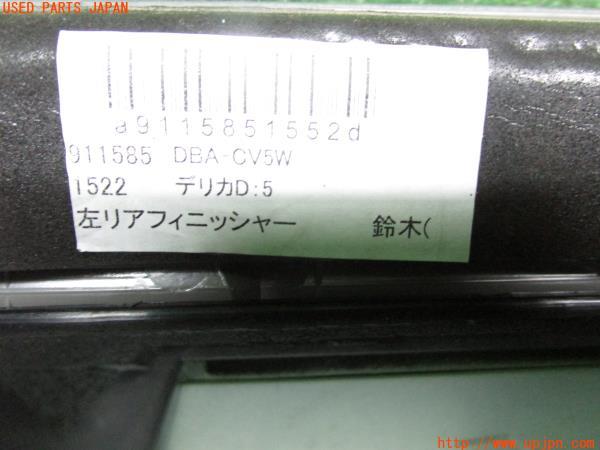 USED PARTS JAPAN
a91158515522d
911585 DBA-CV5W
1522 デリカD:5
左リアフィニッシャー 鈴木(
http://www.upjpn.com